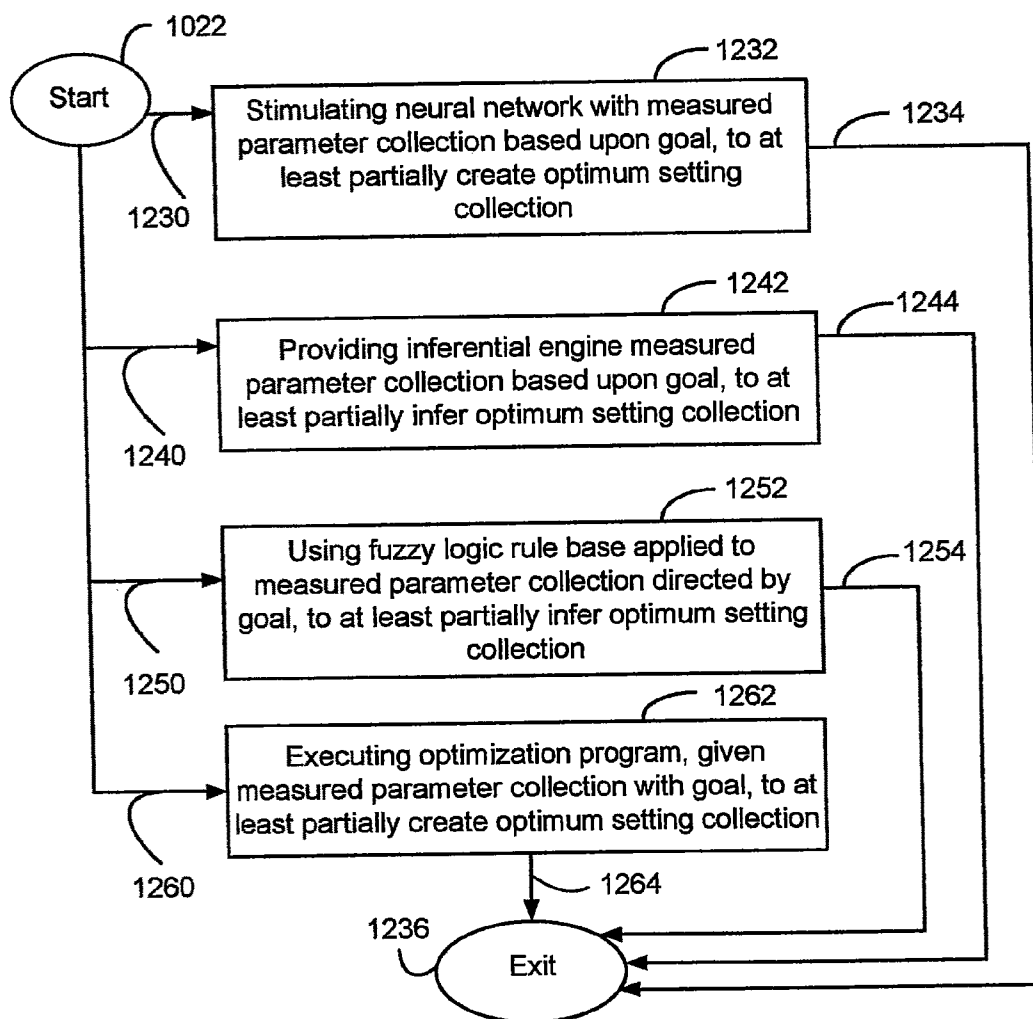 1022
Start
1232
Stimulating neural network with measured
parameter collection based upon goal, to at
least partially create optimum setting
collection
1234
1230
1242
1244
Providing inferential engine measured
parameter collection based upon goal, to at
least partially infer optimum setting collection
1240
1252
1254
Using fuzzy logic rule base applied to
measured parameter collection directed by
goal, to at least partially infer optimum setting
collection
1250
1262
Executing optimization program, given
measured parameter collection with goal, to at
least partially create optimum setting collection
1260
1264
1236
Exit